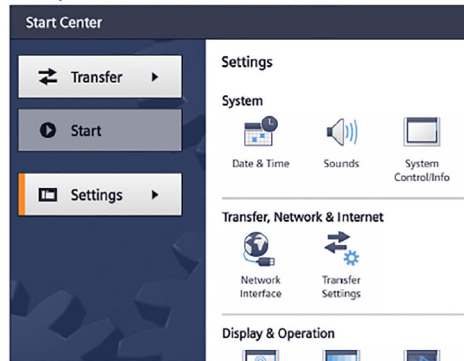 Start Center
Transfer
Start
Settings
Settings
System
Date & Time
Sounds
System
Control/Info
Transfer, Network & Internet
Network
Interface
Transfer
Settings
Display & Operation